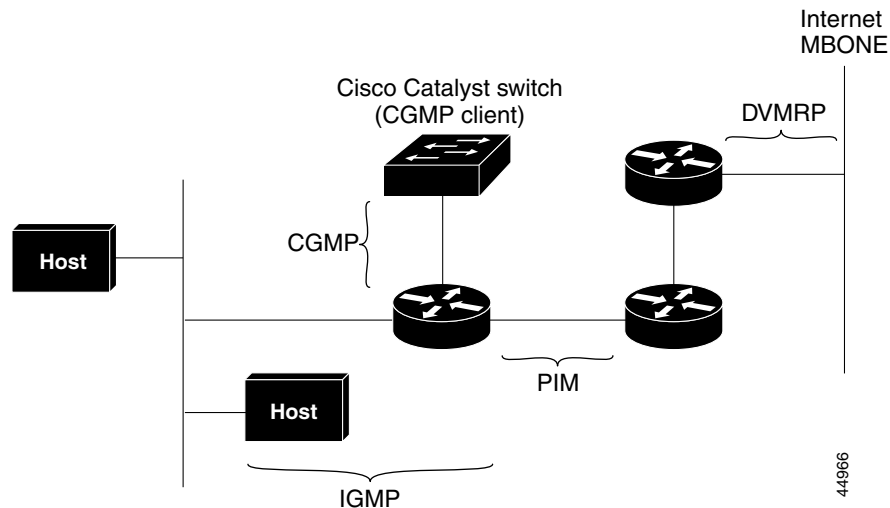 Internet
MBONE
Cisco Catalyst switch
(CGMP client)
DVMRP
CGMP
Host
PIM
Host
IGMP
44966